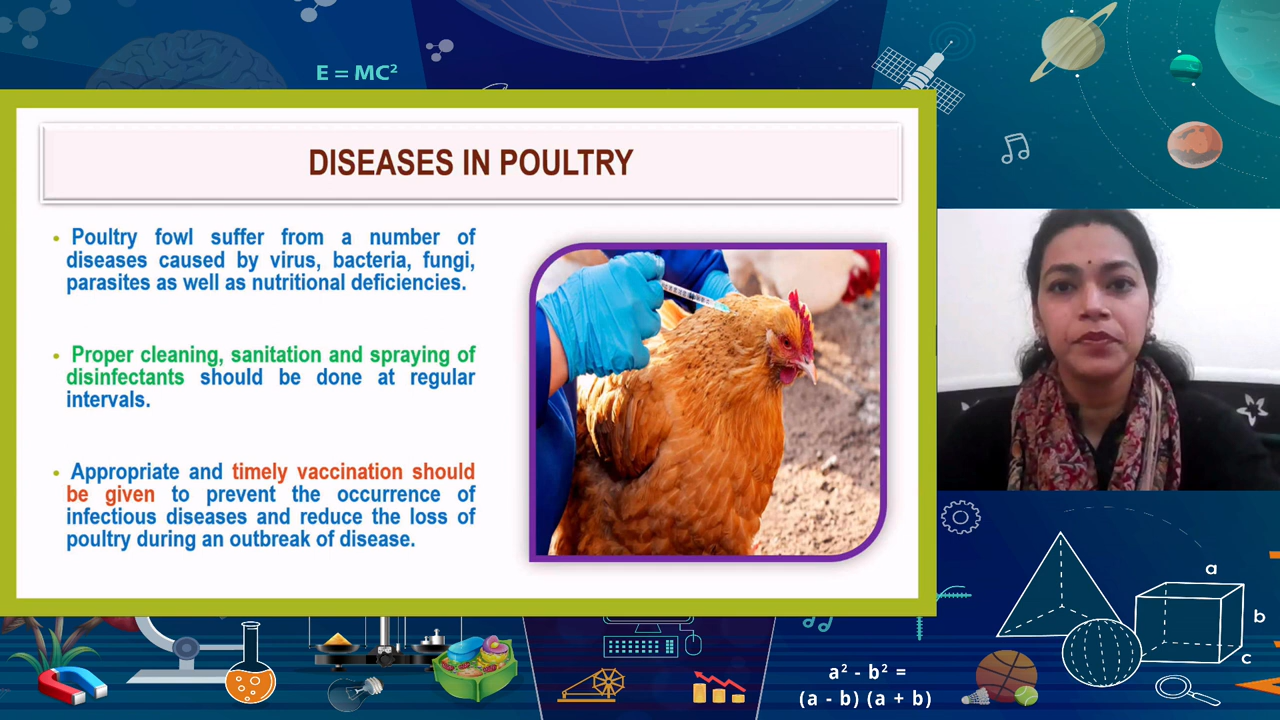 E = MC²
DISEASES IN POULTRY
• Poultry fowl suffer from a number of
diseases caused by virus, bacteria, fungi,
parasites as well as nutritional deficiencies.
• Proper cleaning, sanitation and spraying of
disinfectants should be done at regular
intervals.
• Appropriate and timely vaccination should
be given to prevent the occurrence of
infectious diseases and reduce the loss of
poultry during an outbreak of disease.
a
b
c
a² - b² =
(a - b) (a + b)